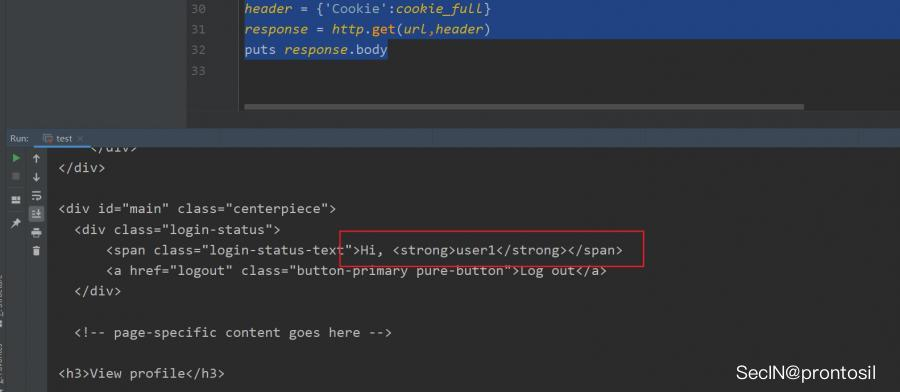 30 header = {'Cookie':cookie_full}
31 response = http.get(url,header)
32 puts response.body
33
Run: test ×
</div>
</div>
<div id="main" class="centerpiece">
<div class="login-status">
<span class="login-status-text">Hi, <strong>user1</strong></span>
<a href="logout" class="button-primary pure-button">Log out</a>
</div>
<!-- page-specific content goes here -->
<h3>View profile</h3>
SecIN@prontosil